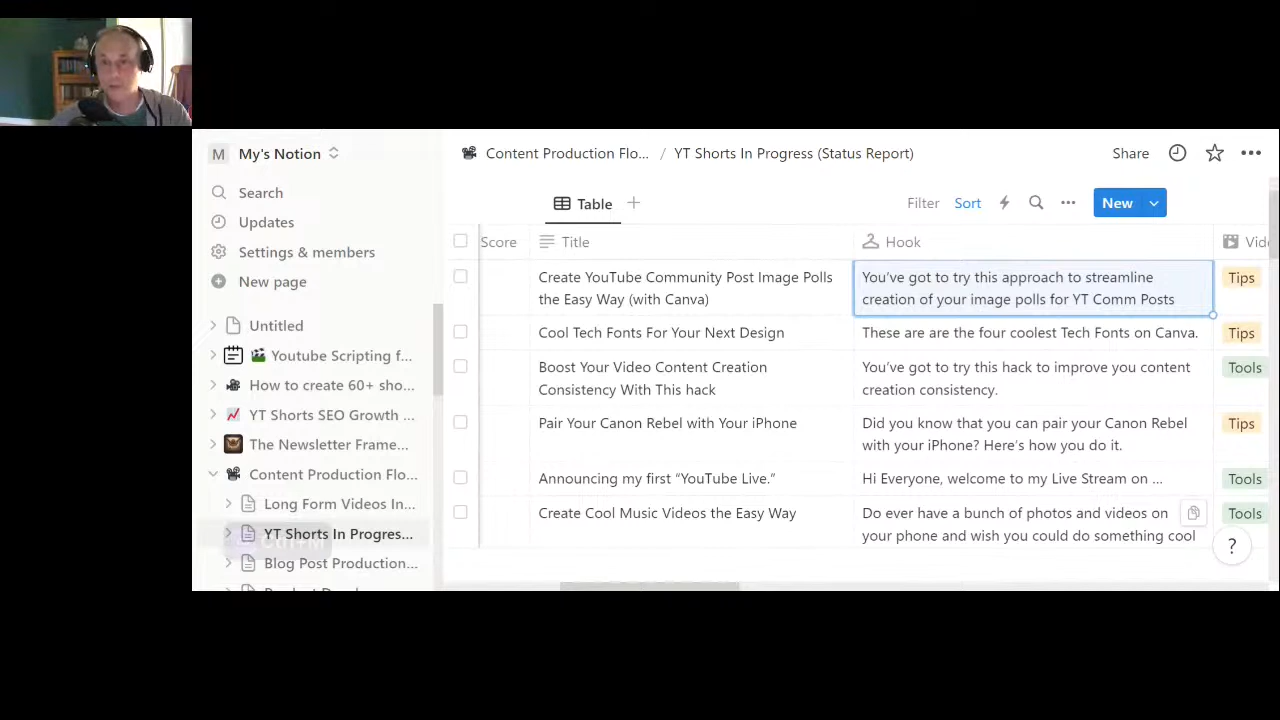 M My's Notion
Content Production Flo... / YT Shorts In Progress (Status Report)
Share
Search
Updates
Settings & members
New page
Untitled
Youtube Scripting f...
How to create 60+ sho...
YT Shorts SEO Growth ...
The Newsletter Frame...
Content Production Flo...
Long Form Videos In...
YT Shorts In Progres...
Ctrl+M
Blog Post Production...
Table
Filter
Sort
New
Score
Title
Hook
Create YouTube Community Post Image Polls
the Easy Way (with Canva)
You've got to try this approach to streamline
creation of your image polls for YT Comm Posts
Tips
Cool Tech Fonts For Your Next Design
These are are the four coolest Tech Fonts on Canva.
Tips
Boost Your Video Content Creation
Consistency With This hack
You've got to try this hack to improve you content
creation consistency.
Tools
Pair Your Canon Rebel with Your iPhone
Did you know that you can pair your Canon Rebel
with your iPhone? Here's how you do it.
Tips
Announcing my first “YouTube Live.”
Hi Everyone, welcome to my Live Stream on ...
Tools
Create Cool Music Videos the Easy Way
Do ever have a bunch of photos and videos on
your phone and wish you could do something cool
Tools
?